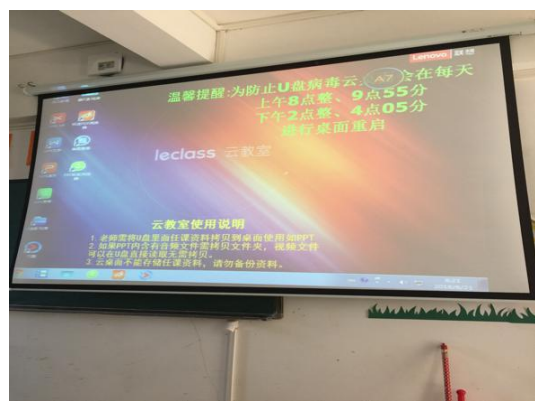 Lenovo
温馨提醒:为防止U盘病毒云
A7
会在每天
上午8点整、9点55分
下午2点整、4点05分
进行桌面重启
leclass 云教室
云教室使用说明
1.老师需将U盘里面任课资料拷贝到桌面使用如PPT
2.如果PPT内含有音频文件需拷贝文件夹,视频文件
可以在U盘直接读取无需拷贝。
3.云桌面不能存储任课资料,请勿备份资料。